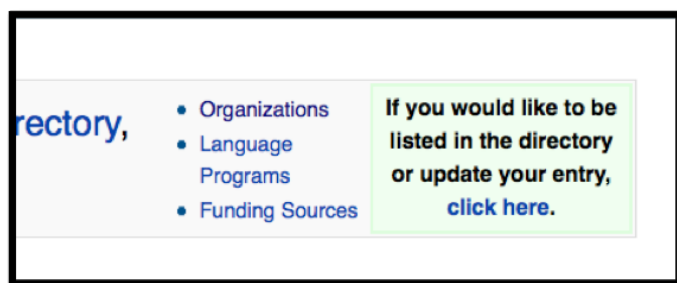 rectory,
Organizations
Language
Programs
Funding Sources
If you would like to be
listed in the directory
or update your entry,
click here.